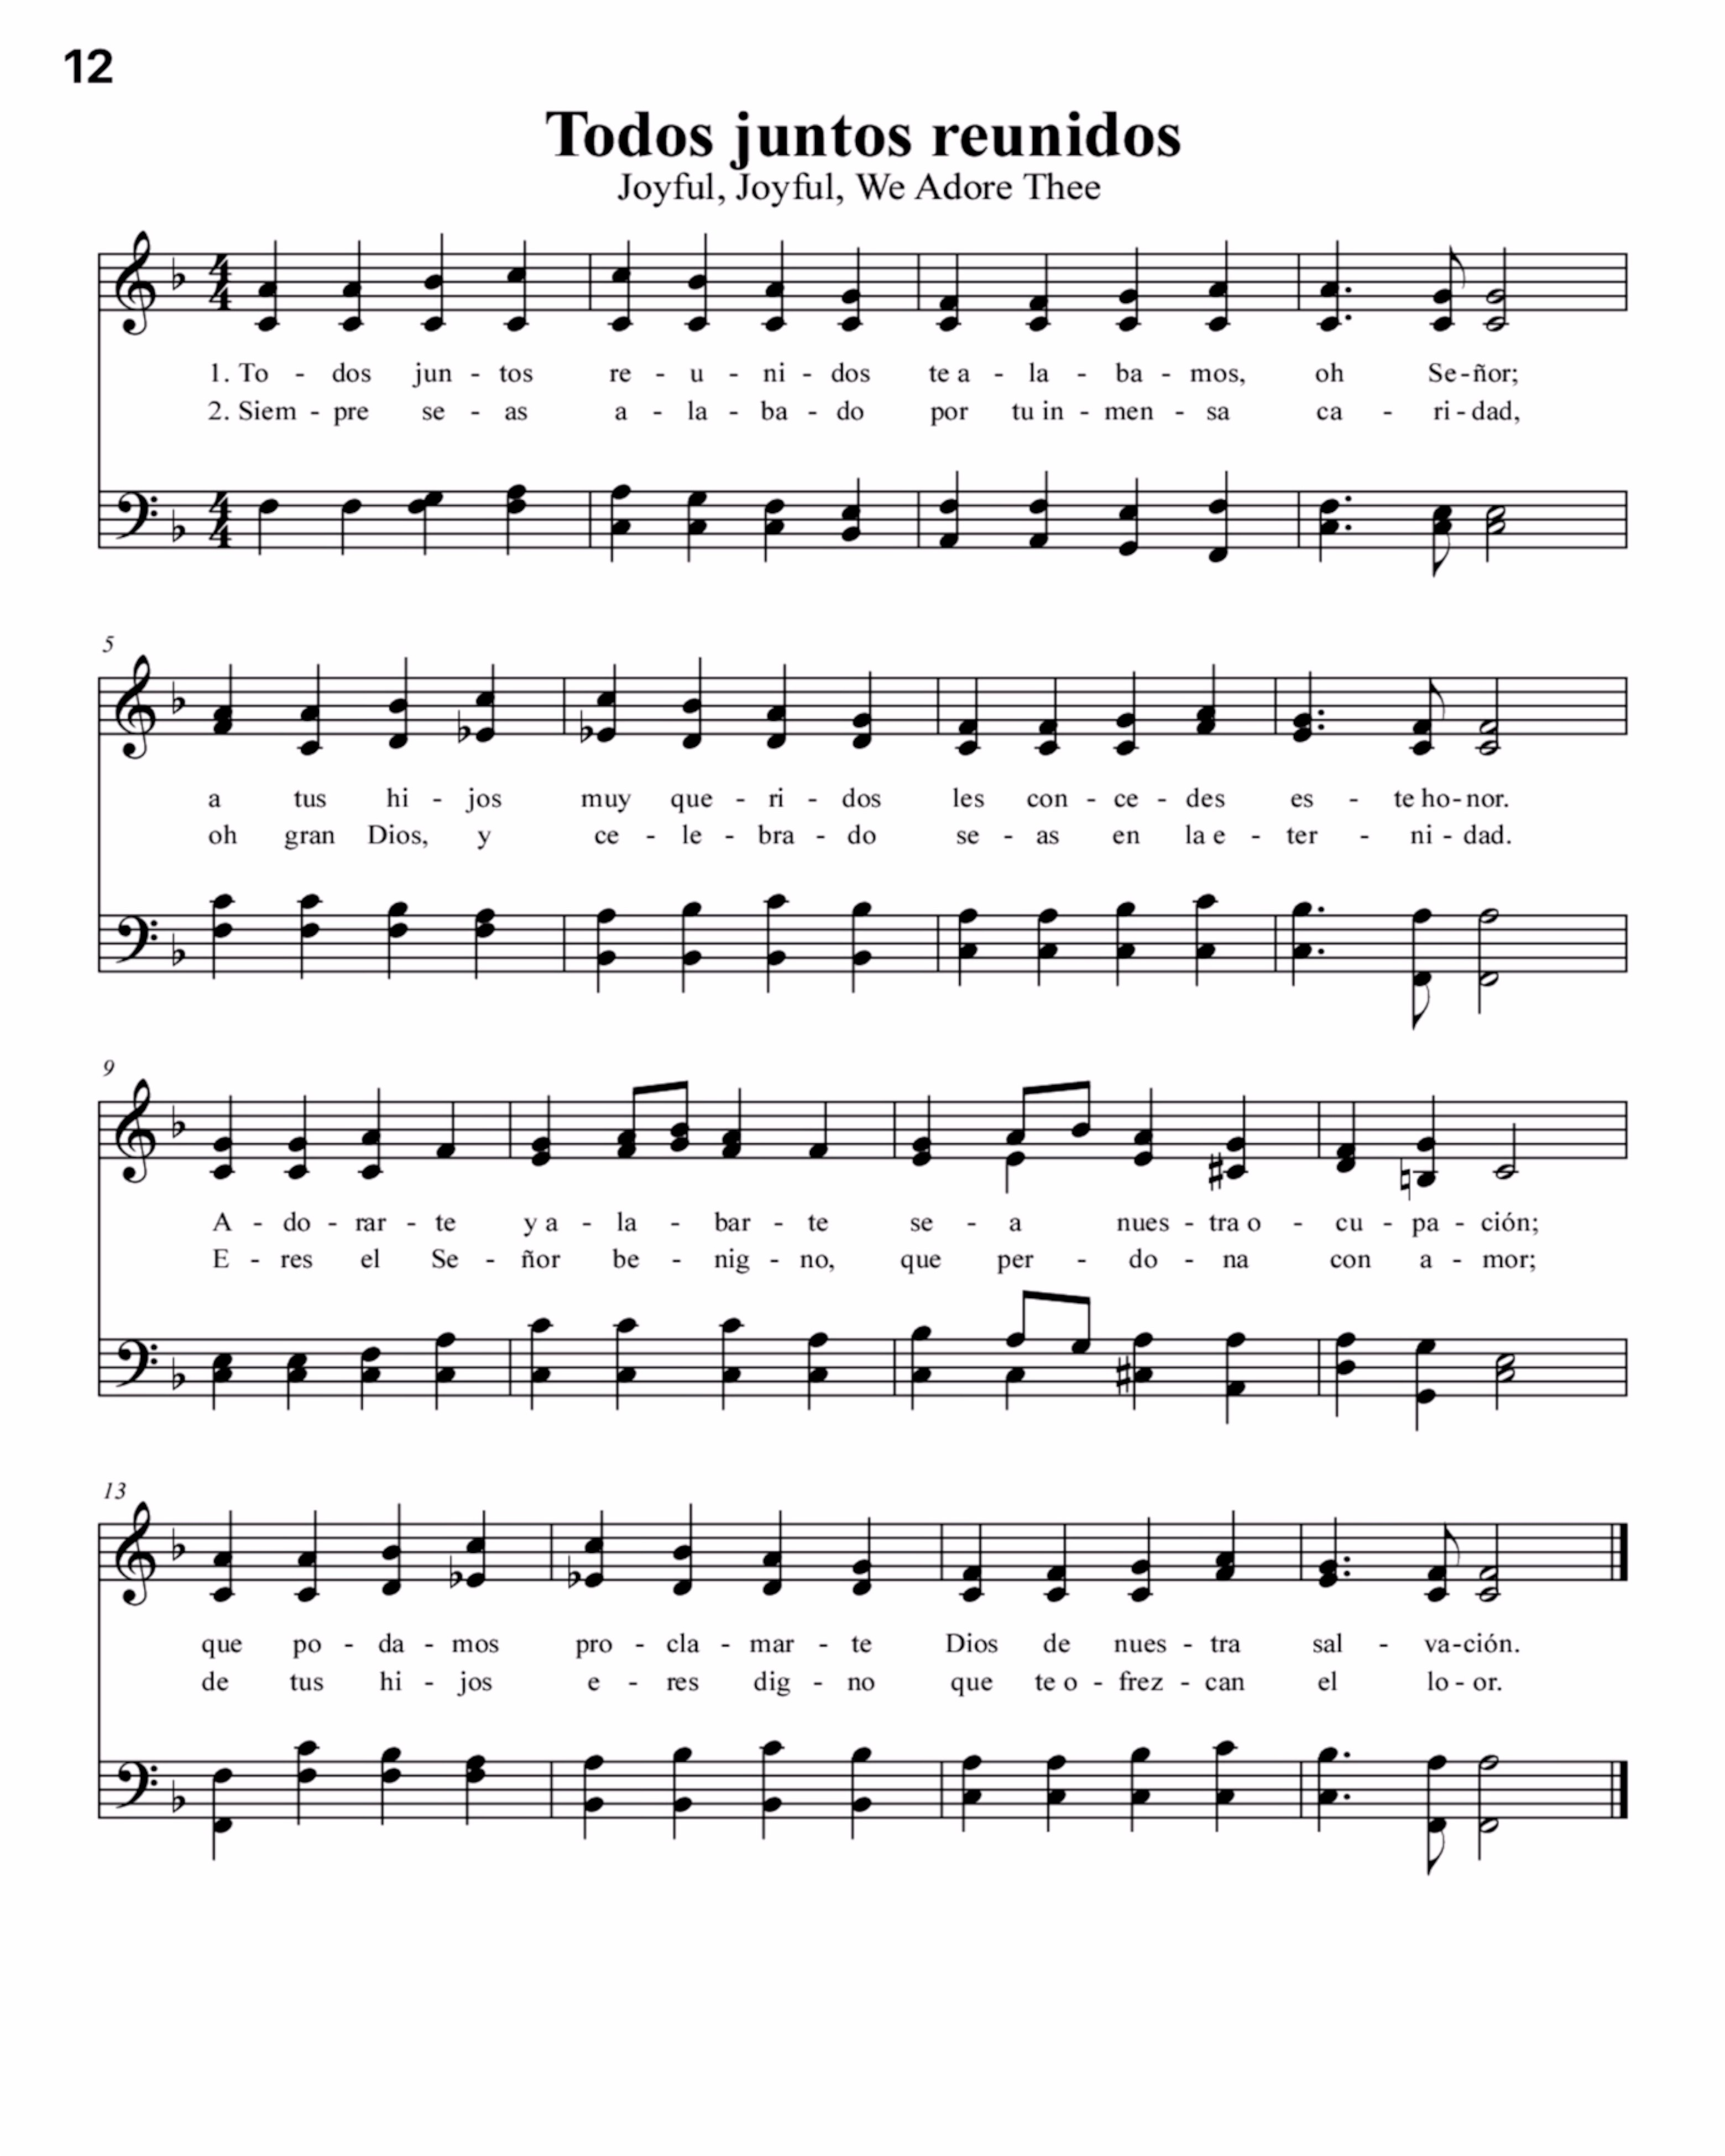 12
Todos juntos reunidos
Joyful, Joyful, We Adore Thee
1. To - dos jun - tos re - u - ni - dos te a - la - ba - mos, oh Se - ñor;
2. Siem - pre se - as a - la - ba - do por tu in - men - sa ca - ri - dad,
5
a tus hi - jos muy que - ri - dos les con - ce - des es - te ho - nor.
oh gran Dios, y ce - le - bra - do se - as en la e - ter - ni - dad.
9
A - do - rar - te y a - la - bar - te se - a nues - tra o - cu - pa - ción;
E - res el Se - ñor be - nig - no, que per - do - na con a - mor;
13
que po - da - mos pro - cla - mar - te Dios de nues - tra sal - va - ción.
de tus hi - jos e - res dig - no que te o - frez - can el lo - or.